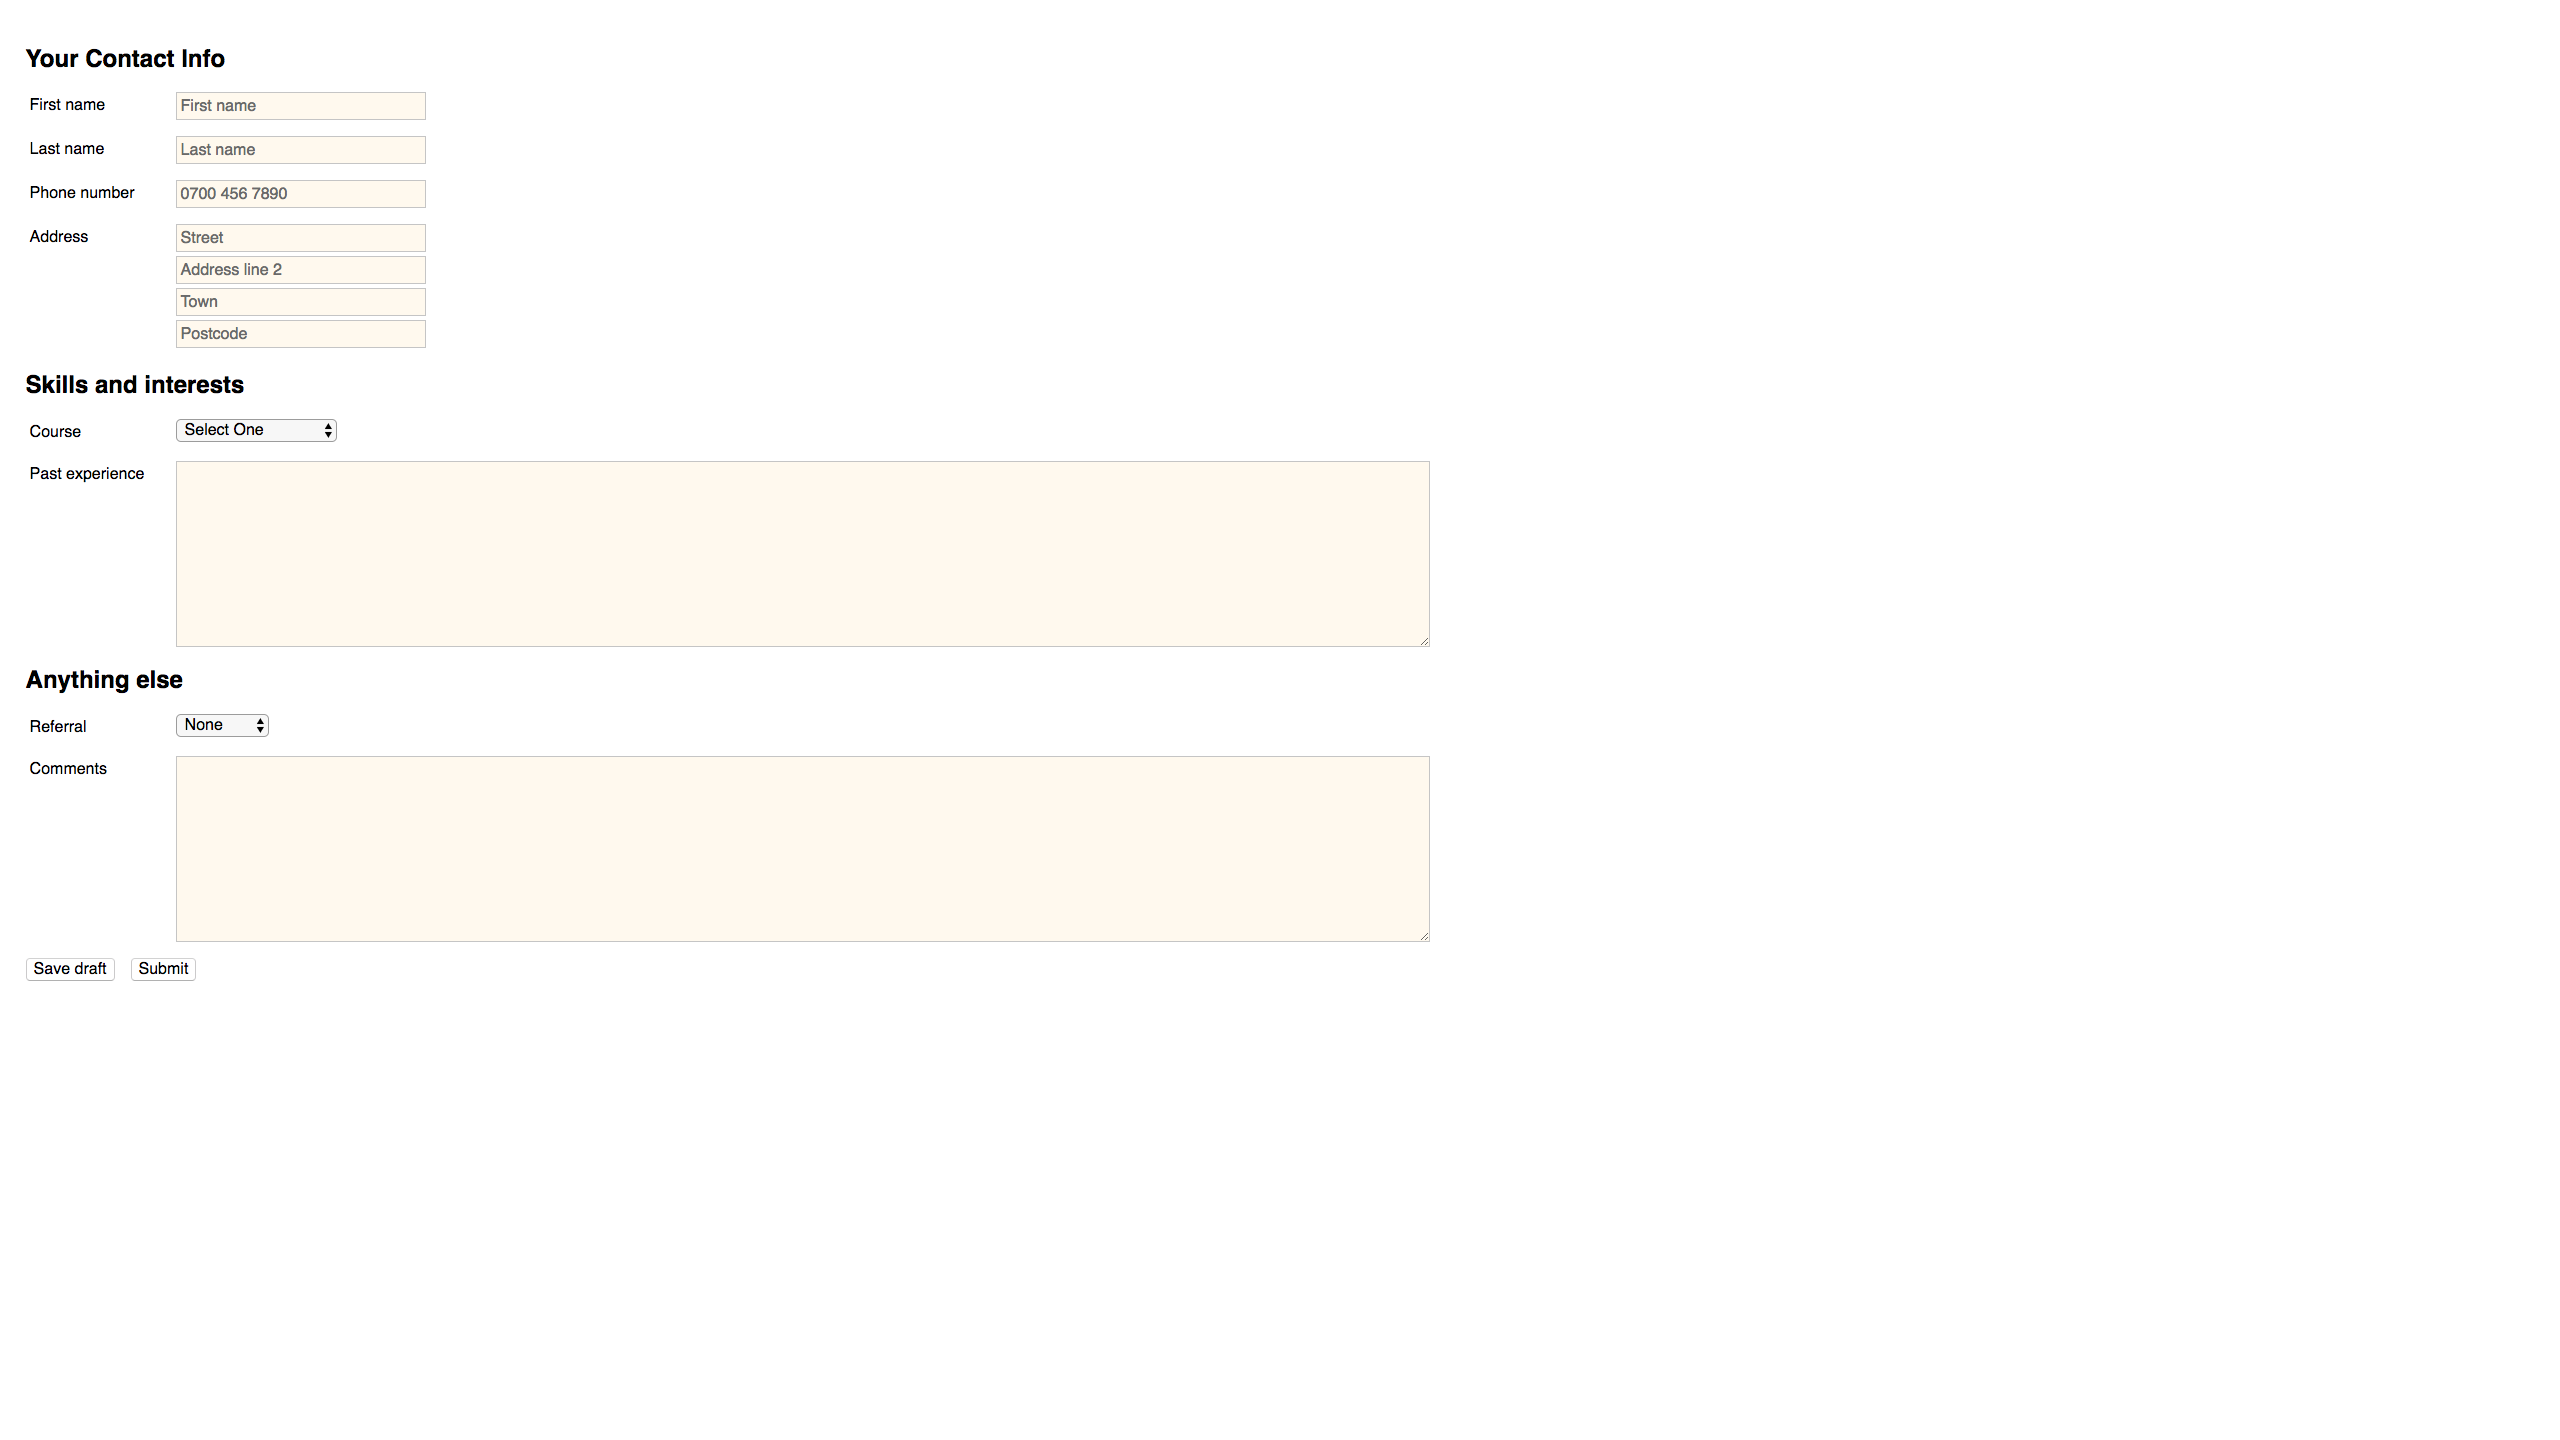 Your Contact Info
First name First name
Last name Last name
Phone number 0700 456 7890
Address Street
Address line 2
Town
Postcode
Skills and interests
Course Select One
Past experience
Anything else
Referral None
Comments
Save draft Submit